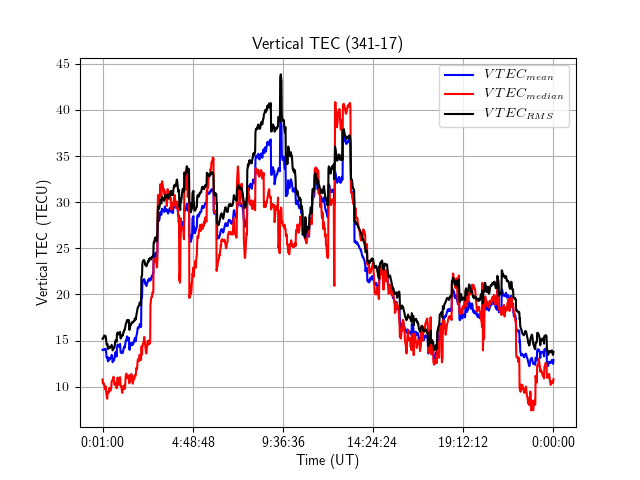 Vertical TEC (341-17)
VTEC_mean
VTEC_median
VTEC_RMS
Vertical TEC (TECU)
45
40
35
30
25
20
15
10
0:01:00 4:48:48 9:36:36 14:24:24 19:12:12 0:00:00
Time (UT)